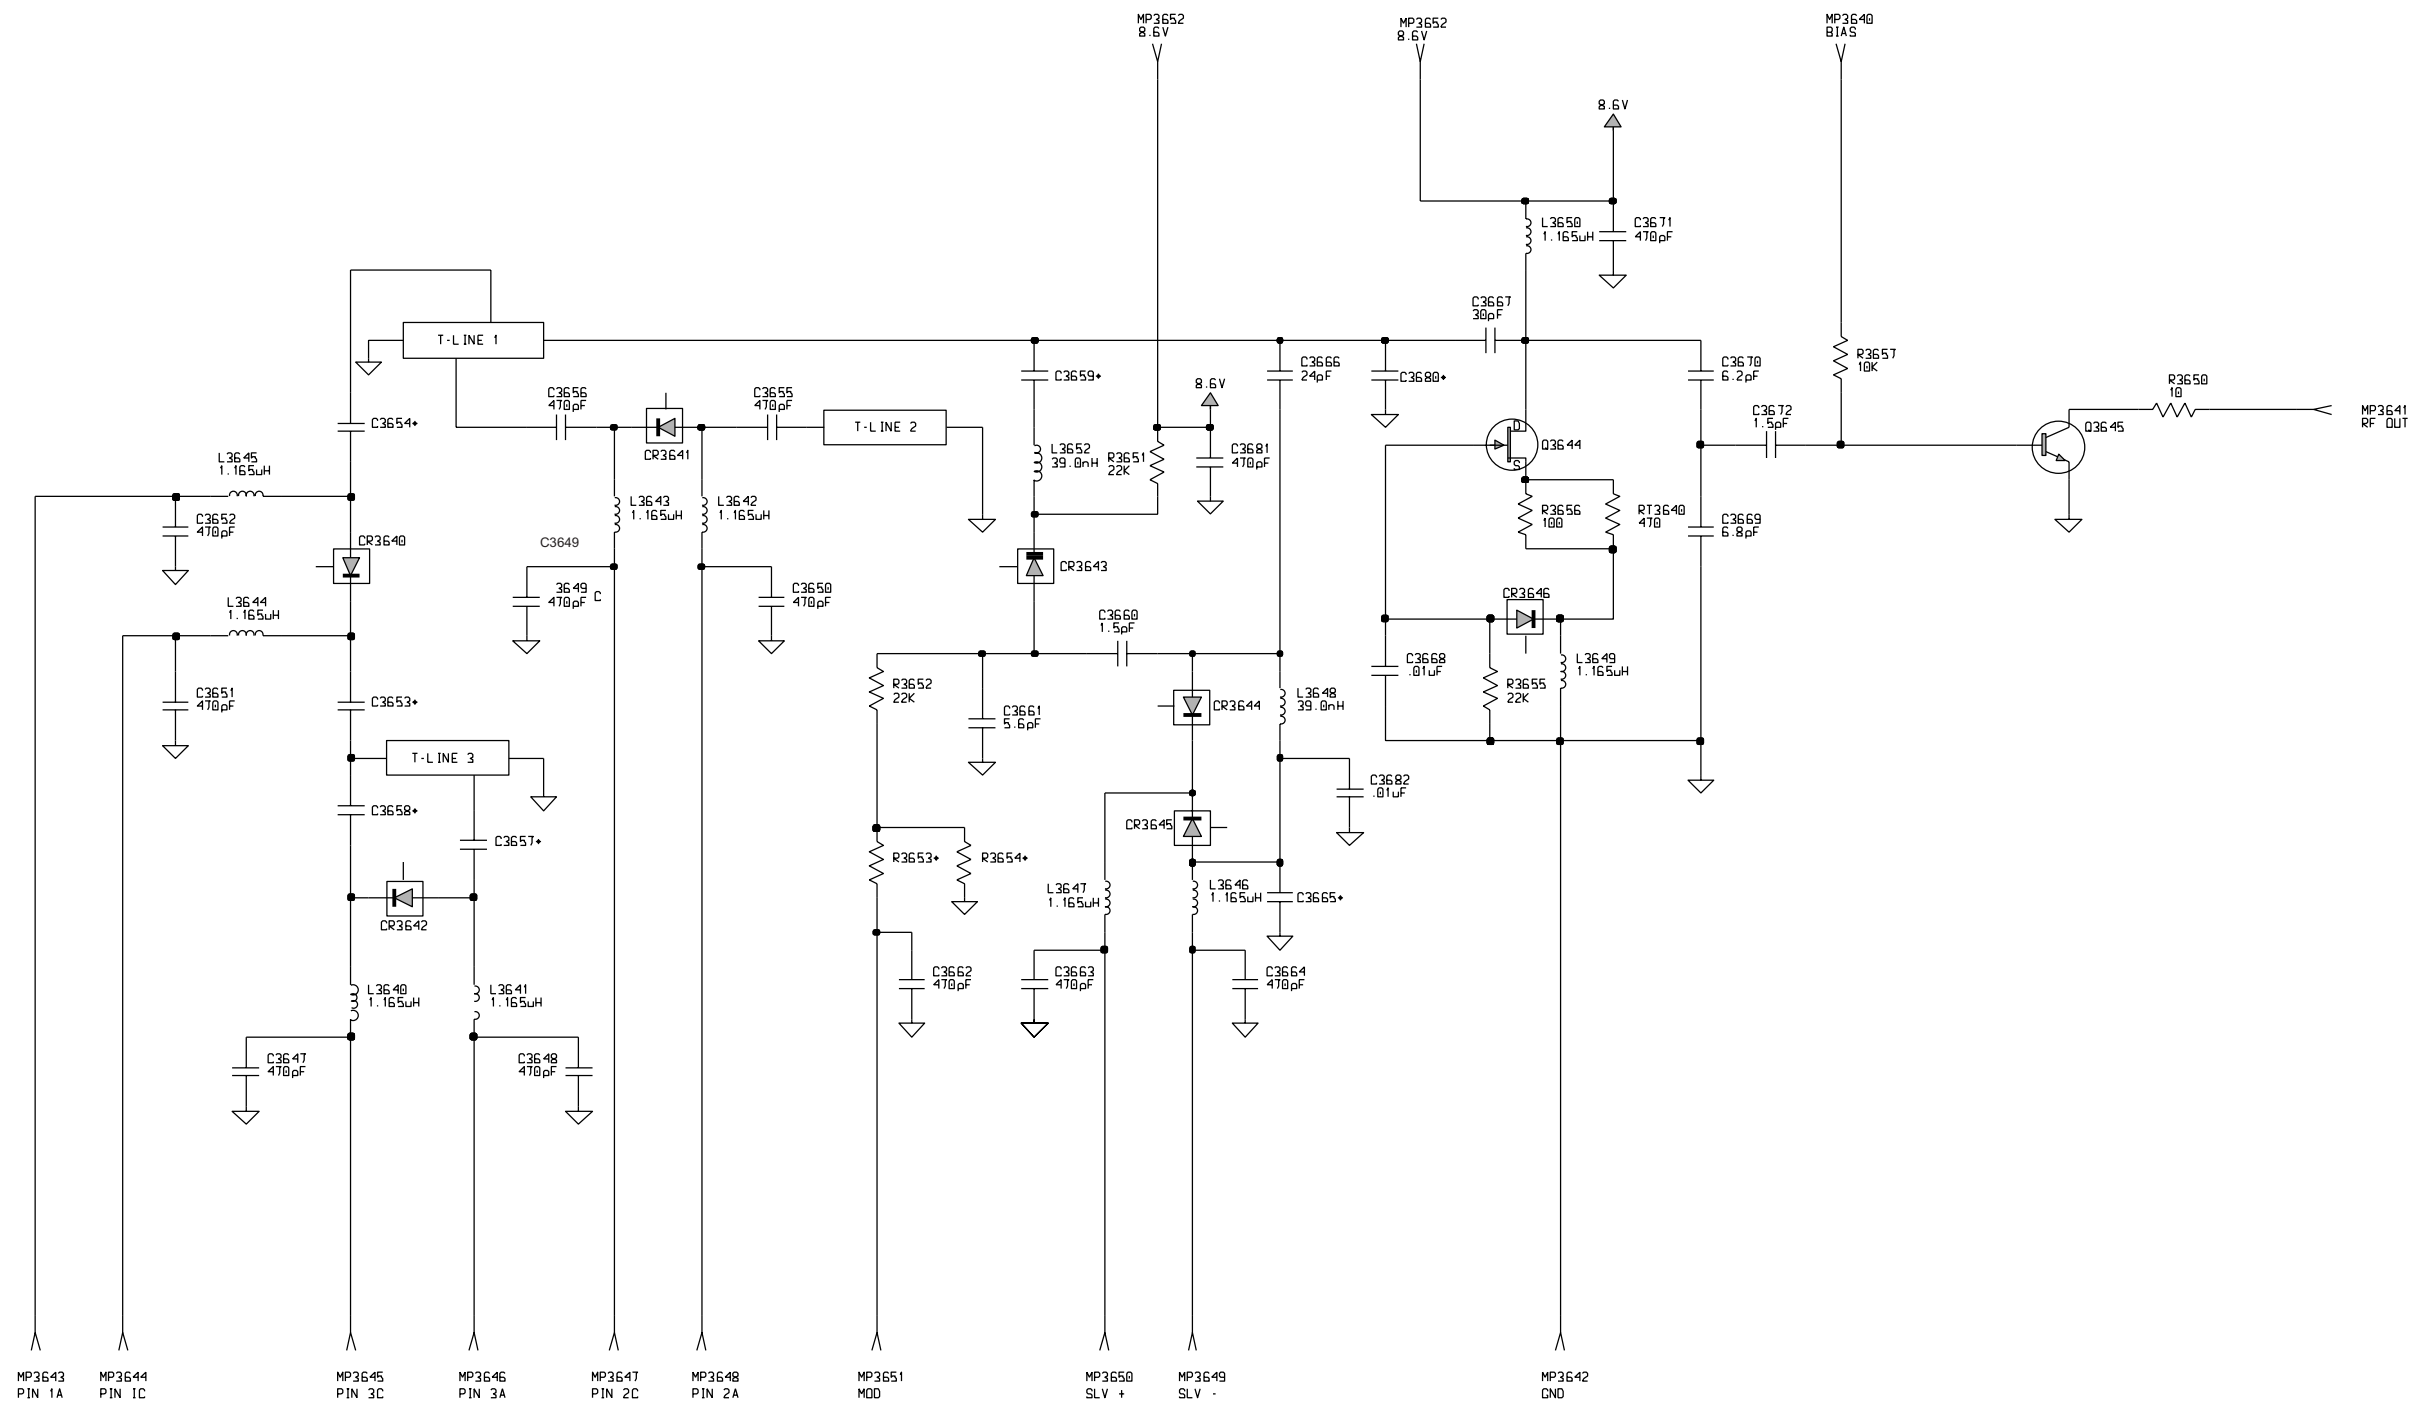 MP3652
8.6V
MP3652
8.6V
MP3640
BIAS
8.6V
L3650
1.165uH
C3671
470pF
C3667
30pF
T-LINE 1
C3659*
C3666
24pF
C3680*
C3670
6.2pF
R3657
10K
R3650
10
MP3641
RF OUT
C3656
470pF
C3655
470pF
8.6V
C3654*
CR3641
T-LINE 2
L3652
39.0nH
R3651
22K
C3681
470pF
Q3644
D
S
C3672
1.5pF
Q3645
L3645
1.165uH
C3652
470pF
L3643
1.165uH
L3642
1.165uH
R3656
100
RT3640
470
C3669
6.8pF
CR3640
C3649
CR3643
L3644
1.165uH
3649
470pF C
C3650
470pF
CR3646
C3660
1.5pF
C3651
470pF
C3653*
R3652
22K
C3661
5.6pF
CR3644
L3648
39.0nH
C3668
.01uF
R3655
22K
L3649
1.165uH
T-LINE 3
C3682
.01uF
C3658*
C3657*
CR3645
R3653*
R3654*
CR3642
L3647
1.165uH
L3646
1.165uH
C3665*
L3640
1.165uH
L3641
1.165uH
C3662
470pF
C3663
470pF
C3664
470pF
C3647
470pF
C3648
470pF
MP3643
PIN 1A
MP3644
PIN IC
MP3645
PIN 3C
MP3646
PIN 3A
MP3647
PIN 2C
MP3648
PIN 2A
MP3651
MOD
MP3650
SLV +
MP3649
SLV -
MP3642
GND